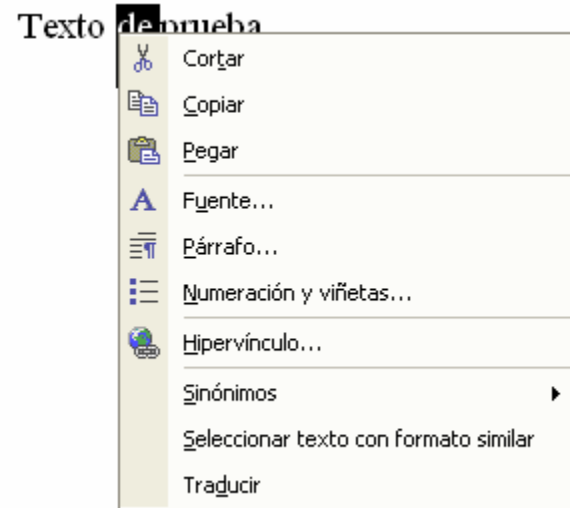 Texto de prueba
Cortar
Copiar
Pegar
Fuente...
Párrafo...
Numeración y viñetas...
Hipervínculo...
Sinónimos
Seleccionar texto con formato similar
Traducir